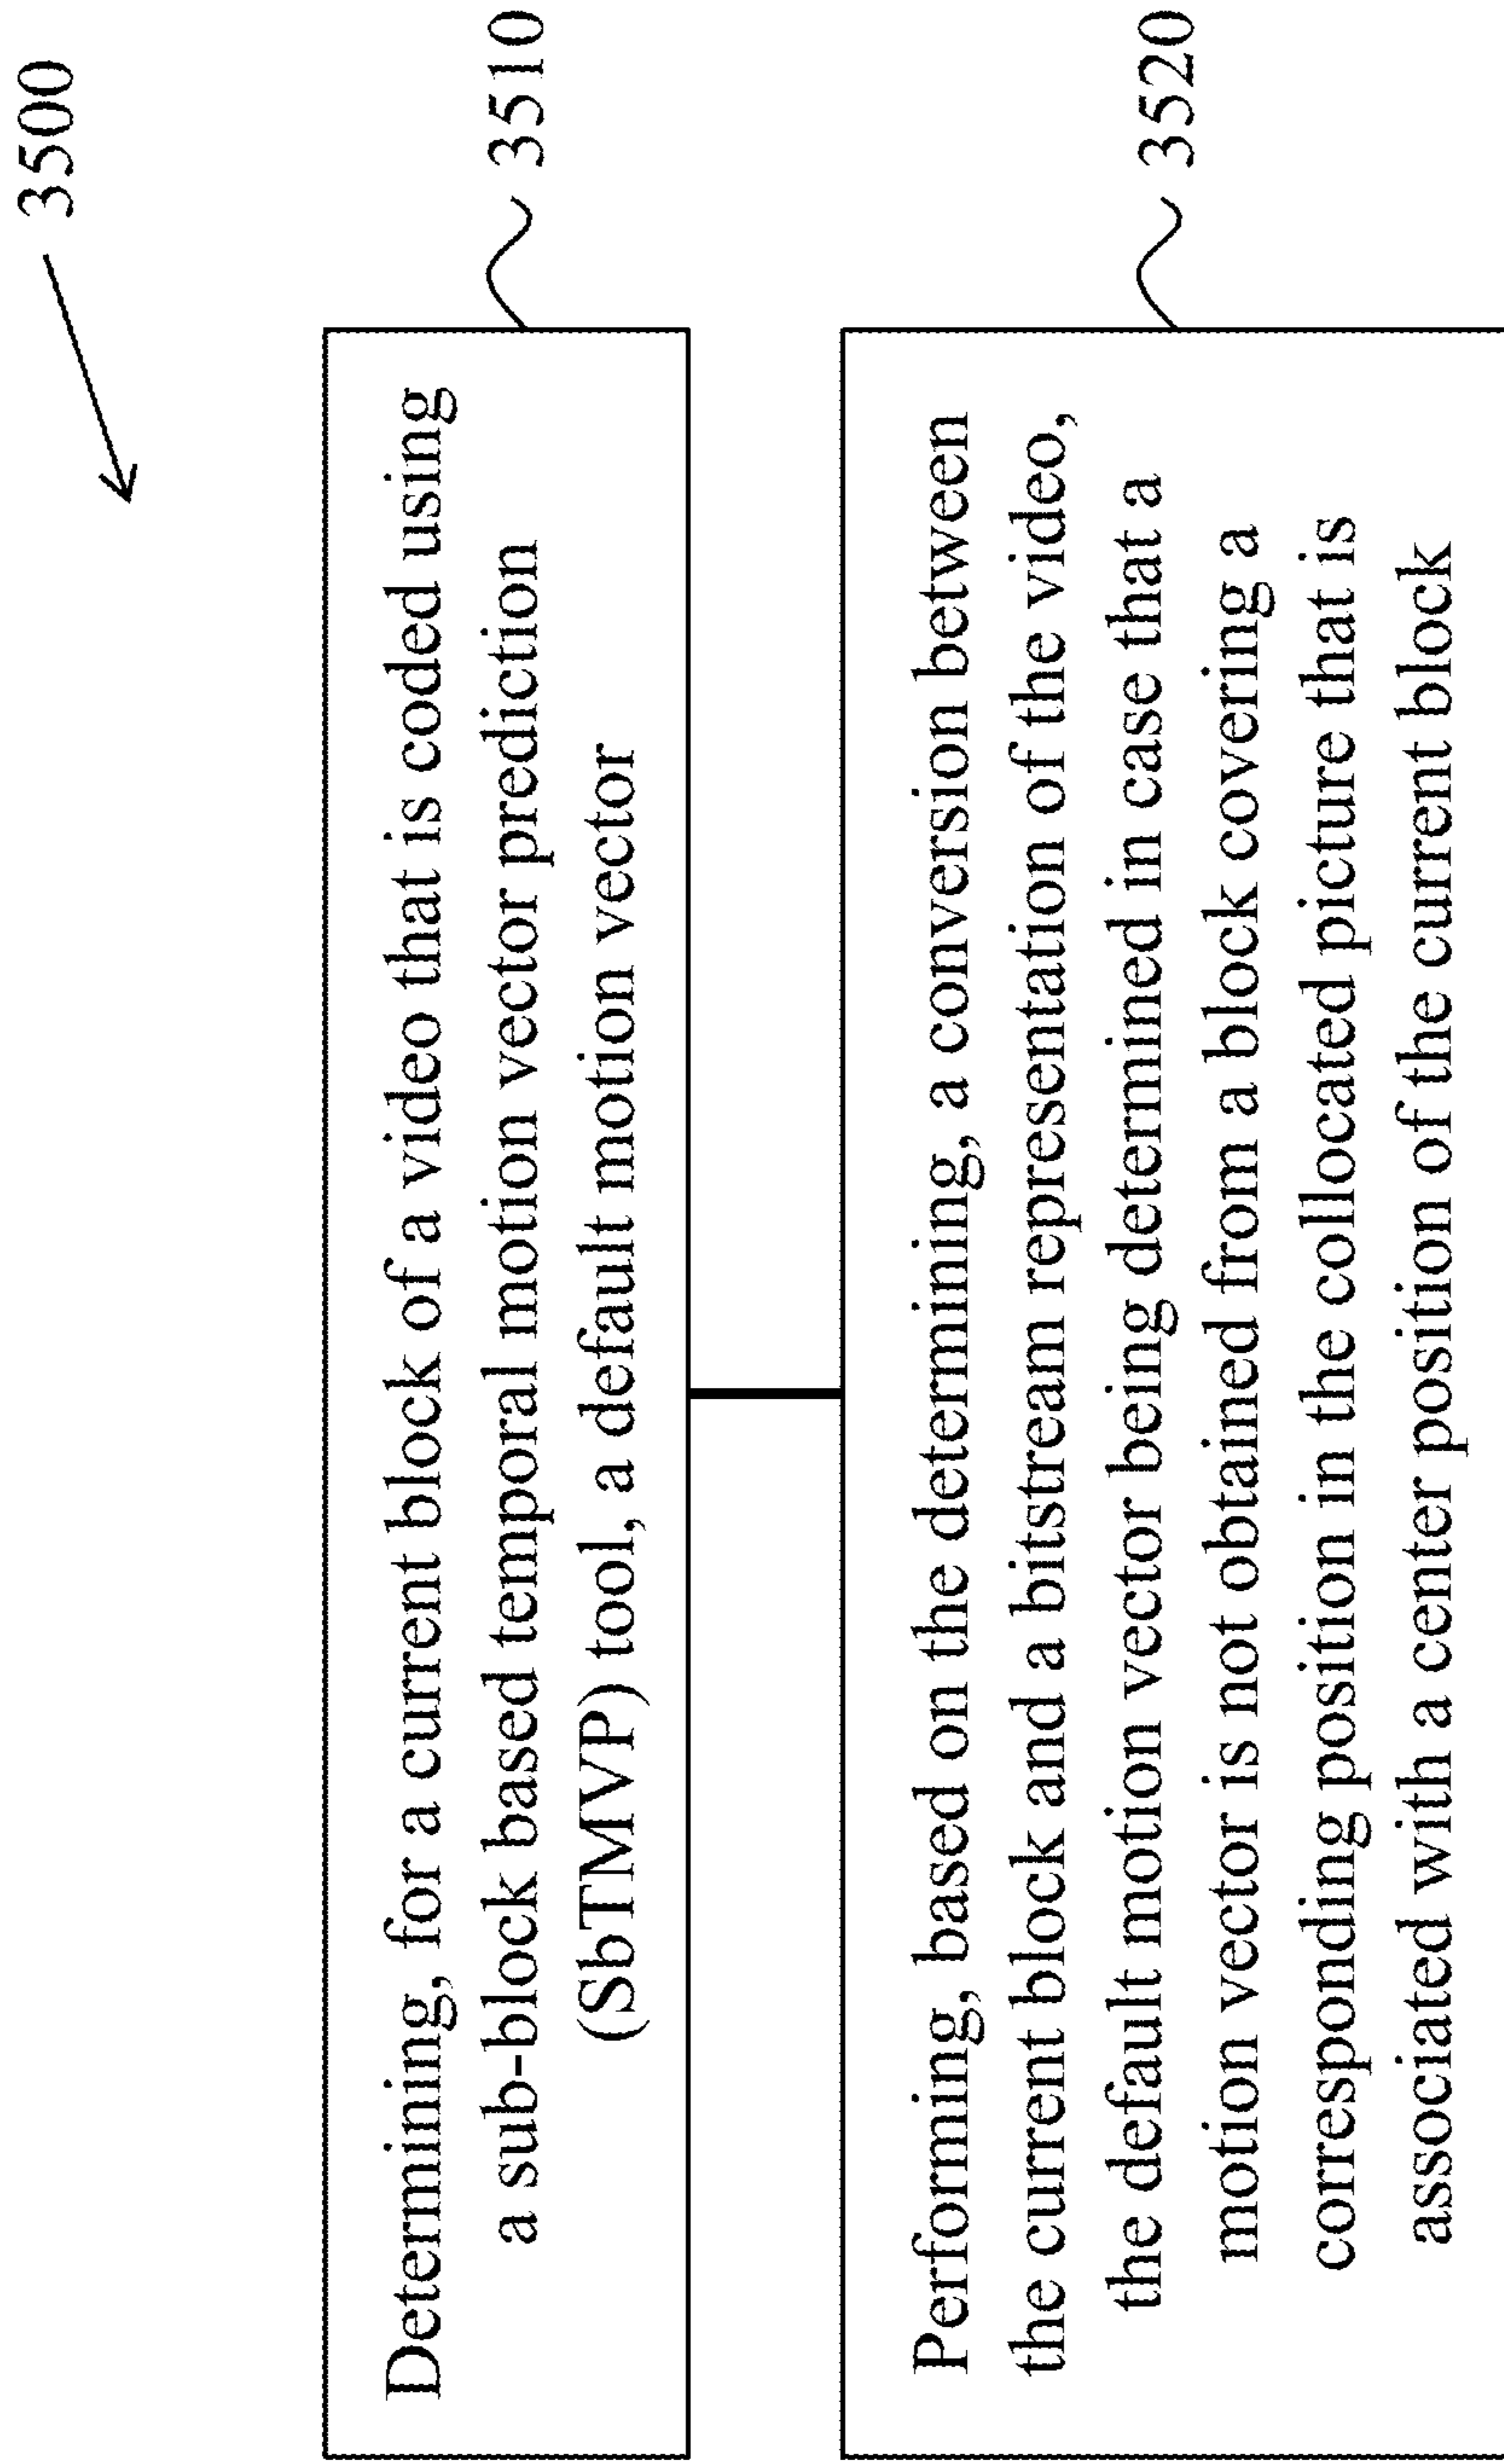 3500
Determining, for a current block of a video that is coded using
a sub-block based temporal motion vector prediction
(SbTMVP) tool, a default motion vector
3510
Performing, based on the determining, a conversion between
the current block and a bitstream representation of the video,
the default motion vector being determined in case that a
motion vector is not obtained from a block covering a
corresponding position in the collocated picture that is
associated with a center position of the current block
3520